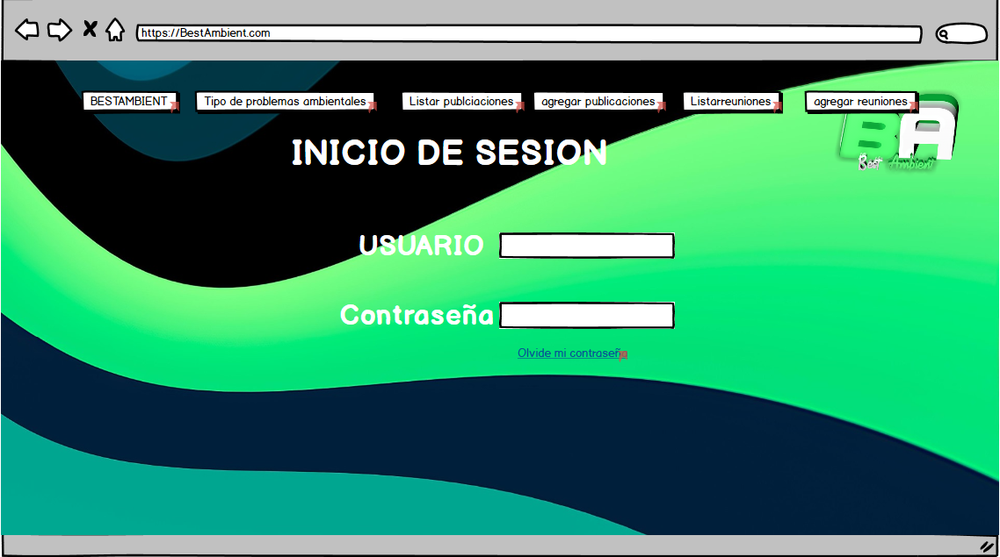 https://BestAmbient.com
BESTAMBIENT
Tipo de problemas ambientales
Listar publciaciones
agregar publicaciones
Listarreuniones
agregar reuniones
BA
Best Ambient
INICIO DE SESION
USUARIO
Contraseña
Olvide mi contraseña